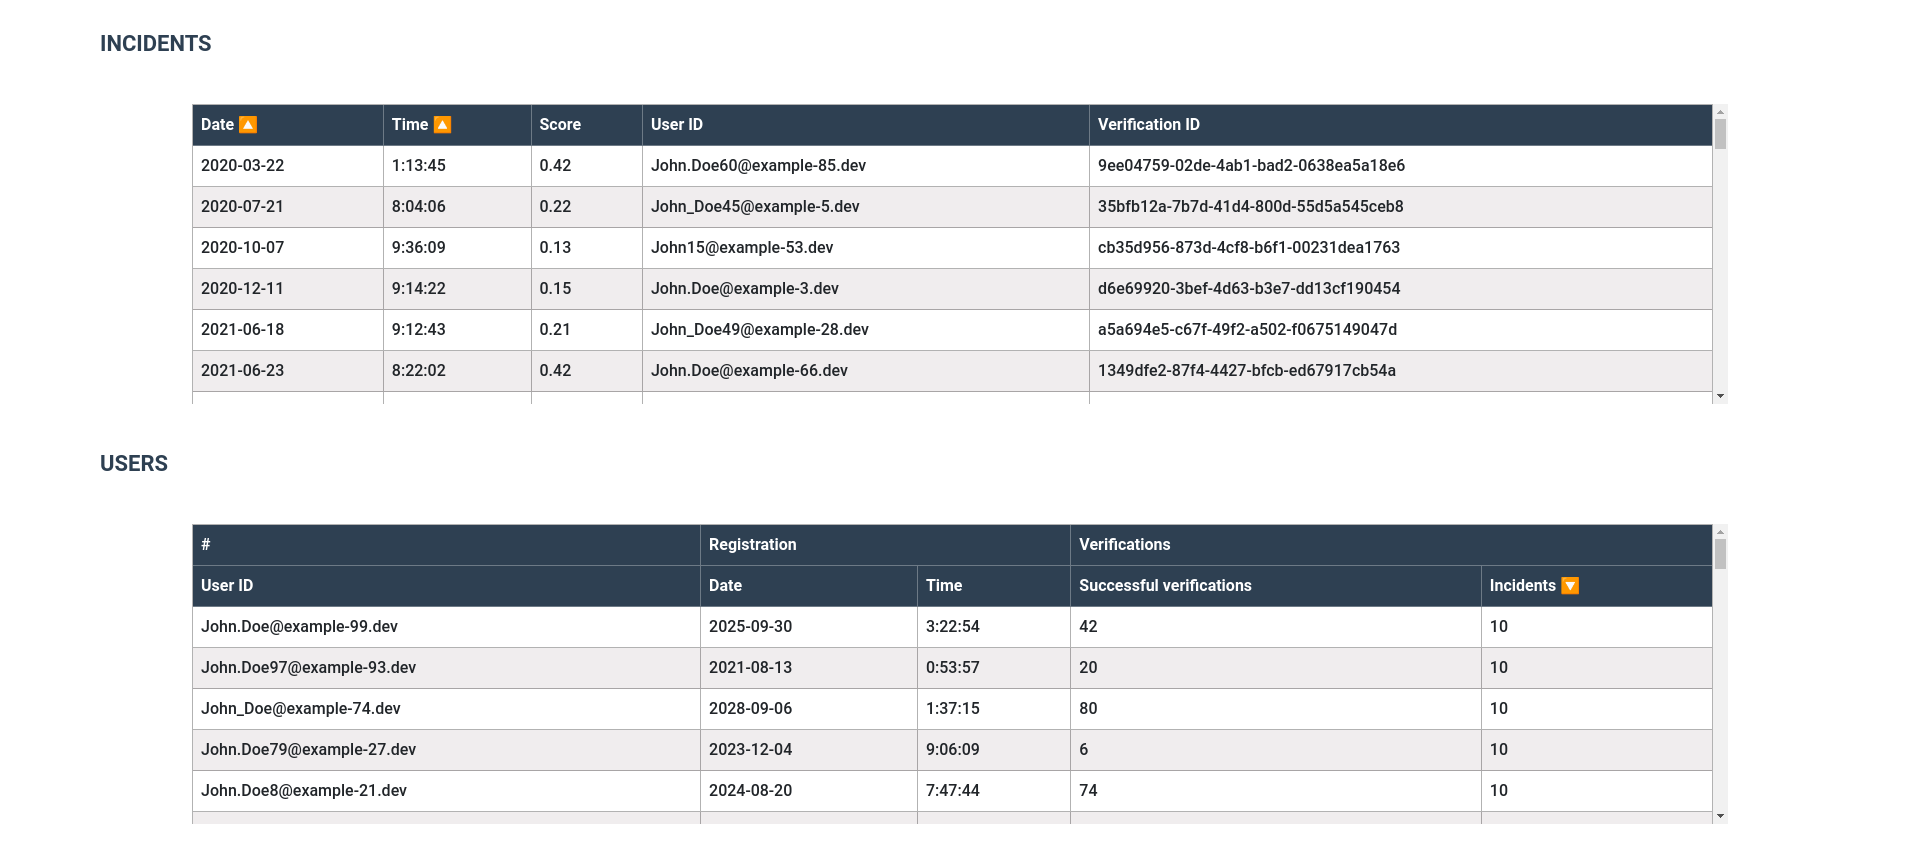 INCIDENTS
Date 🔼 Time 🔼 Score User ID Verification ID
2020-03-22 1:13:45 0.42 John.Doe60@example-85.dev 9ee04759-02de-4ab1-bad2-0638ea5a18e6
2020-07-21 8:04:06 0.22 John_Doe45@example-5.dev 35bfb12a-7b7d-41d4-800d-55d5a545ceb8
2020-10-07 9:36:09 0.13 John15@example-53.dev cb35d956-873d-4cf8-b6f1-00231dea1763
2020-12-11 9:14:22 0.15 John.Doe@example-3.dev d6e69920-3bef-4d63-b3e7-dd13cf190454
2021-06-18 9:12:43 0.21 John_Doe49@example-28.dev a5a694e5-c67f-49f2-a502-f0675149047d
2021-06-23 8:22:02 0.42 John.Doe@example-66.dev 1349dfe2-87f4-4427-bfcb-ed67917cb54a
USERS
# Registration Verifications
User ID Date Time Successful verifications Incidents 🔽
John.Doe@example-99.dev 2025-09-30 3:22:54 42 10
John.Doe97@example-93.dev 2021-08-13 0:53:57 20 10
John_Doe@example-74.dev 2028-09-06 1:37:15 80 10
John.Doe79@example-27.dev 2023-12-04 9:06:09 6 10
John.Doe8@example-21.dev 2024-08-20 7:47:44 74 10